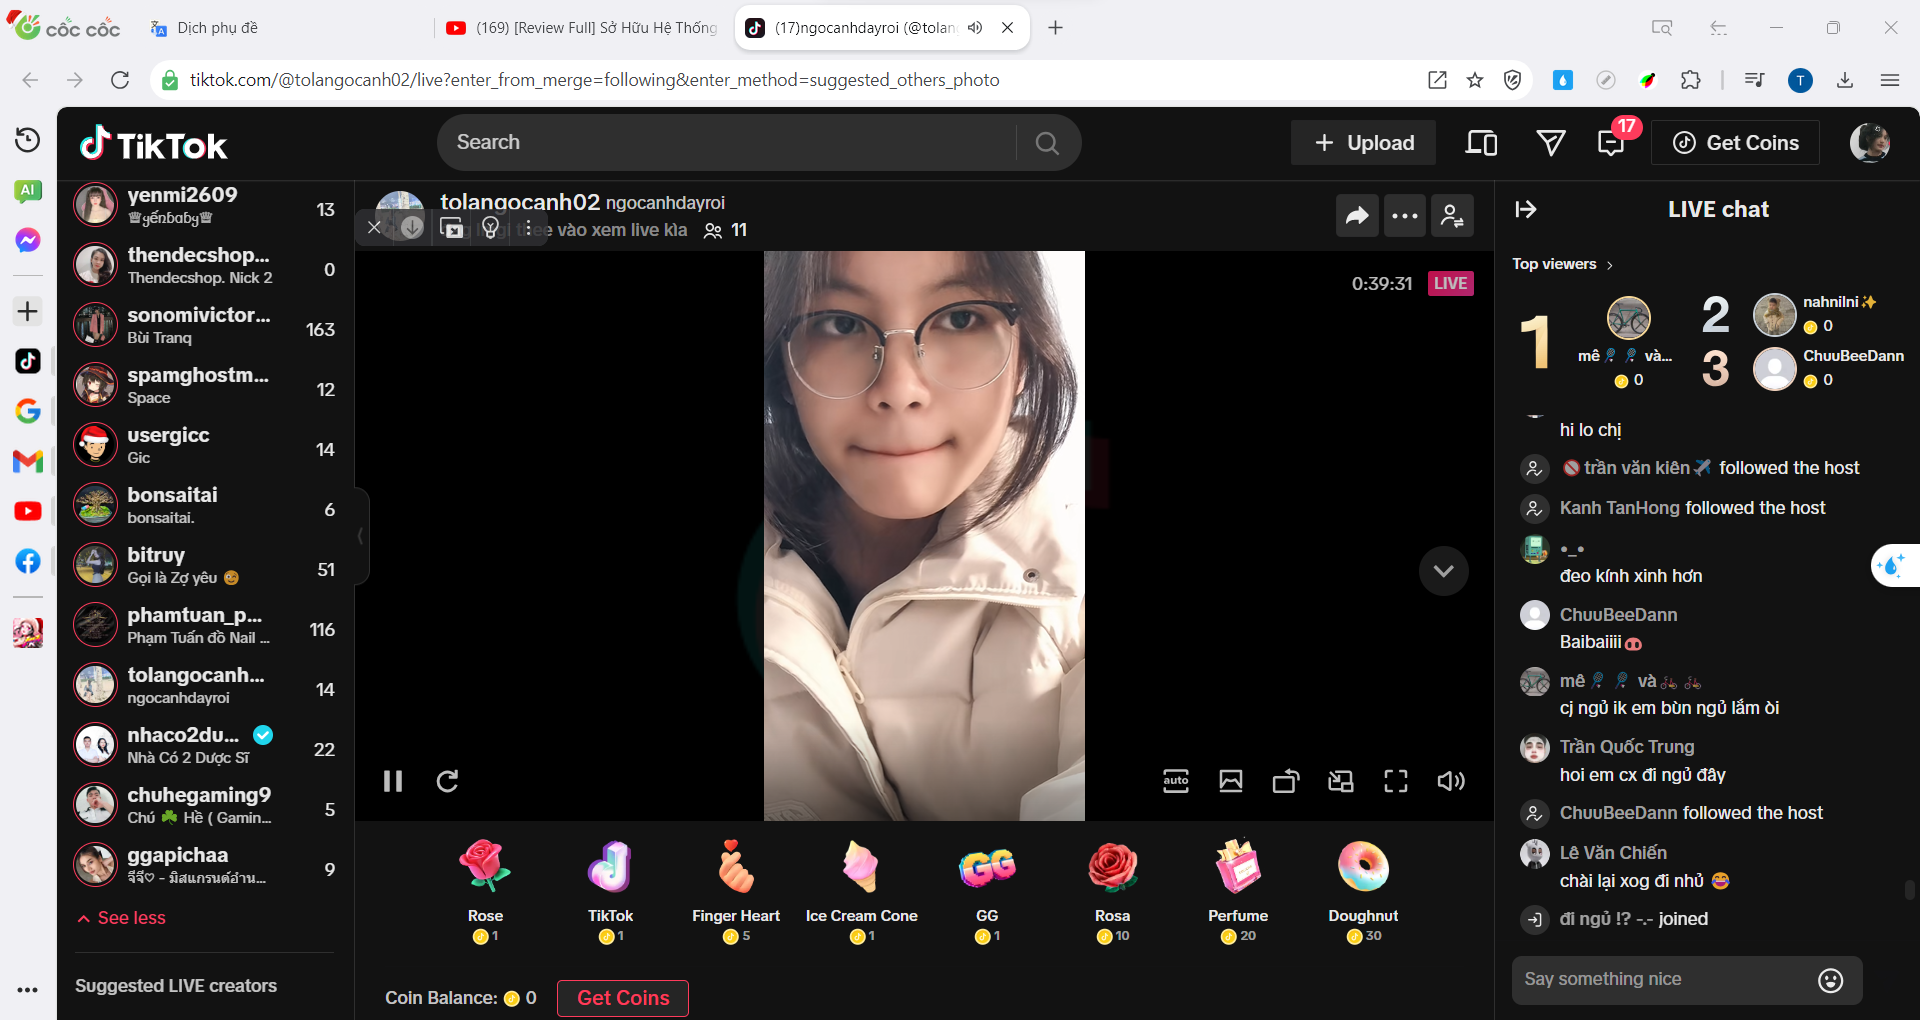 cốc cốc
Dịch phụ đề
(169) [Review Full] Sở Hữu Hệ Thống
(17)ngocanhdayroi (@tolan
tiktok.com/@tolangocanh02/live?enter_from_merge=following&enter_method=suggested_others_photo
T
AI
TikTok
Search
Upload
17
Get Coins
yenmi2609
♕𝔂ế𝓷𝓫𝓪𝓫𝔂♕
13
thendecshop...
Thendecshop. Nick 2
0
sonomivictor...
Bùi Trang
163
spamghostm...
Space
12
usergicc
Gic
14
bonsaitai
bonsaitai.
6
bitruy
Gọi là Zợ yêu 🥴
51
phamtuan_p...
Phạm Tuấn đồ Nail ...
116
tolangocanh...
ngocanhdayroi
14
nhaco2du...
Nhà Có 2 Dược Sĩ
22
chuhegaming9
Chú ☘️ Hề ( Gamin...
5
ggapichaa
จีจี♡ - มิสแกรนด์อ่าน...
9
See less
Suggested LIVE creators
tolangocanh02 ngocanhdayroi
vào xem live kìa
11
0:39:31
LIVE
auto
Rose
1
TikTok
1
Finger Heart
5
Ice Cream Cone
1
GG
GG
1
Rosa
10
Perfume
20
Doughnut
30
Coin Balance: 0
Get Coins
LIVE chat
Top viewers
1
mê🏸 🏸 và...
0
2
nahnilni✨
0
3
ChuuBeeDann
0
hi lo chị
🚫trần văn kiên✈️ followed the host
Kanh TanHong followed the host
•_•
đeo kính xinh hơn
ChuuBeeDann
Baibaiiii🐽
mê🏸 🏸 và🚲 🚲
cj ngủ ik em bùn ngủ lắm òi
Trần Quốc Trung
hoi em cx đi ngủ đây
ChuuBeeDann followed the host
Lê Văn Chiến
chài lại xog đi nhủ 😂
đi ngủ !? -.- joined
Say something nice